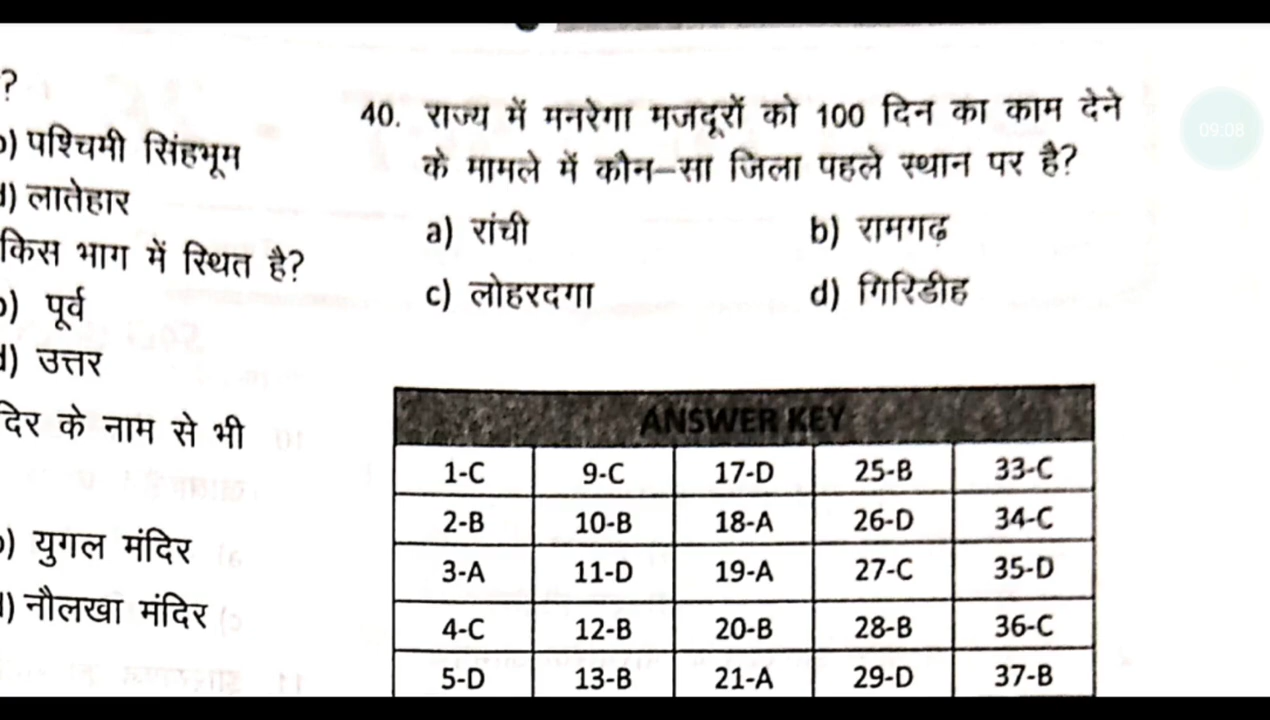 ?
b) पश्चिमी सिंहभूम
d) लातेहार
किस भाग में स्थित है?
b) पूर्व
d) उत्तर
दिर के नाम से भी
b) युगल मंदिर
d) नौलखा मंदिर
40. राज्य में मनरेगा मजदूरों को 100 दिन का काम देने
के मामले में कौन–सा जिला पहले स्थान पर है?
a) रांची b) रामगढ़
c) लोहरदगा d) गिरिडीह
09:08
ANSWER KEY
1-C 9-C 17-D 25-B 33-C
2-B 10-B 18-A 26-D 34-C
3-A 11-D 19-A 27-C 35-D
4-C 12-B 20-B 28-B 36-C
5-D 13-B 21-A 29-D 37-B